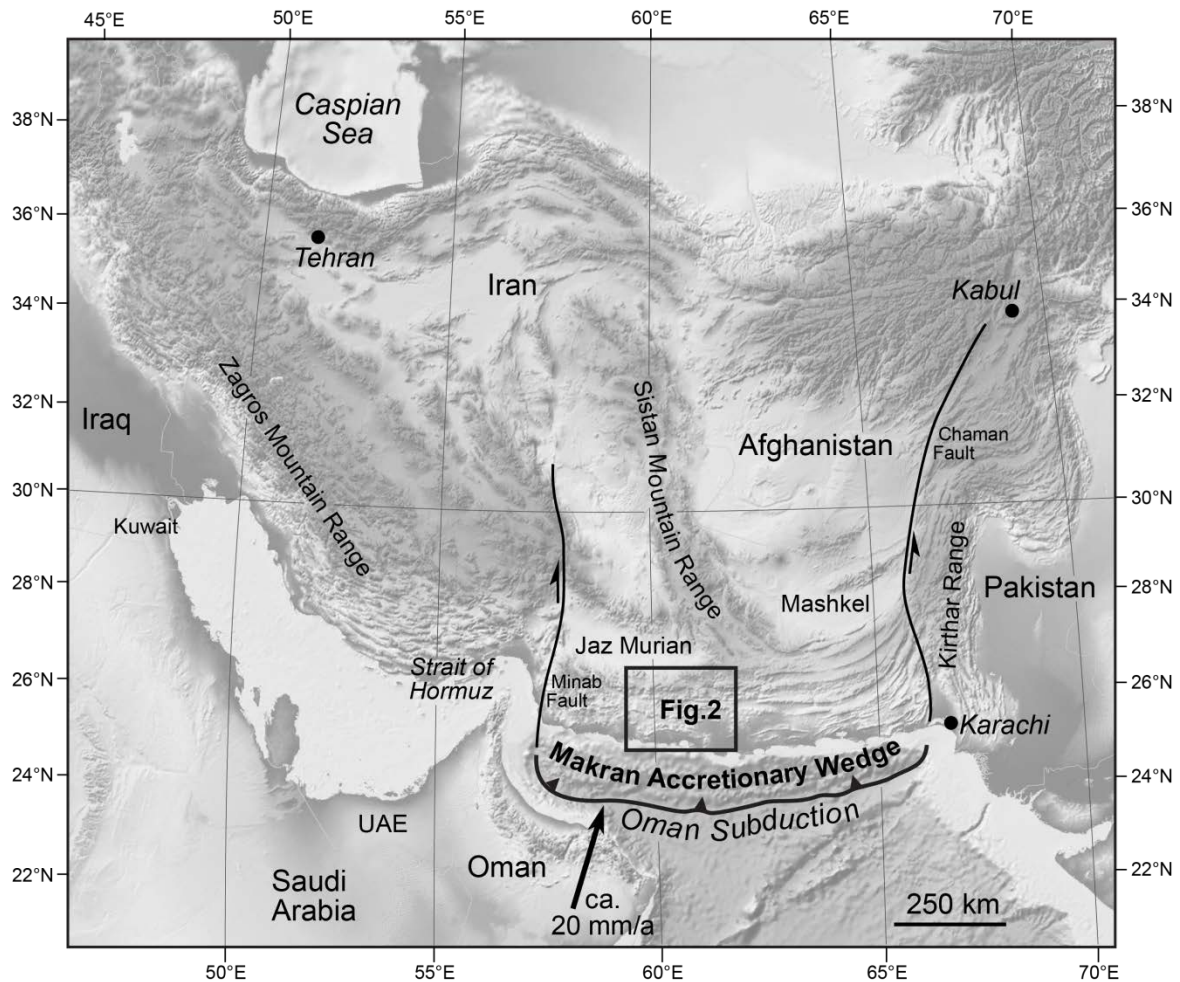 45°E
50°E
55°E
60°E
65°E
70°E
38°N
38°N
Caspian
Sea
36°N
36°N
Tehran
Iran
34°N
34°N
Kabul
Zagros Mountain Range
Sistan Mountain Range
32°N
32°N
Iraq
Afghanistan
Chaman
Fault
30°N
30°N
Kuwait
28°N
28°N
Mashkel
Kirthar Range
Pakistan
Jaz Murian
Strait of
Hormuz
26°N
26°N
Minab
Fault
Fig.2
Karachi
Makran Accretionary Wedge
24°N
24°N
Oman Subduction
UAE
Oman
22°N
22°N
Saudi
Arabia
ca.
20 mm/a
250 km
50°E
55°E
60°E
65°E
70°E